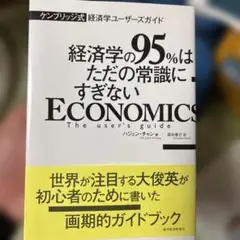 ケンブリッジ式 経済学ユーザーズガイド
経済学の95%は
ただの常識に
すぎない
ECONOMICS
The user's guide
ハジュン・チャン 著
世界が注目する大俊英が
初心者のために書いた
画期的ガイドブック